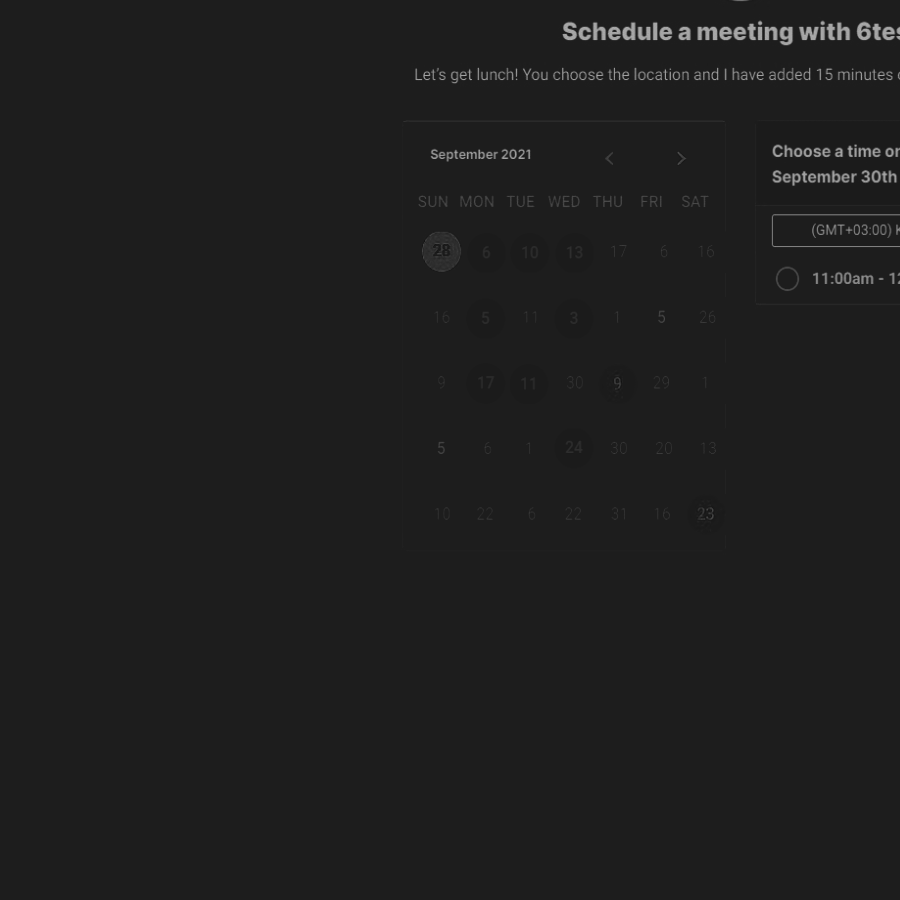 Schedule a meeting with 6tes
Let's get lunch! You choose the location and I have added 15 minutes
September 2021
SUN MON TUE WED THU FRI SAT
28 6 10 13 17 6 16
16 5 11 3 1 5 26
9 17 11 30 9 29 1
5 6 1 24 30 20 13
10 22 6 22 31 16 23
Choose a time or
September 30th
(GMT+03:00) K
11:00am - 12